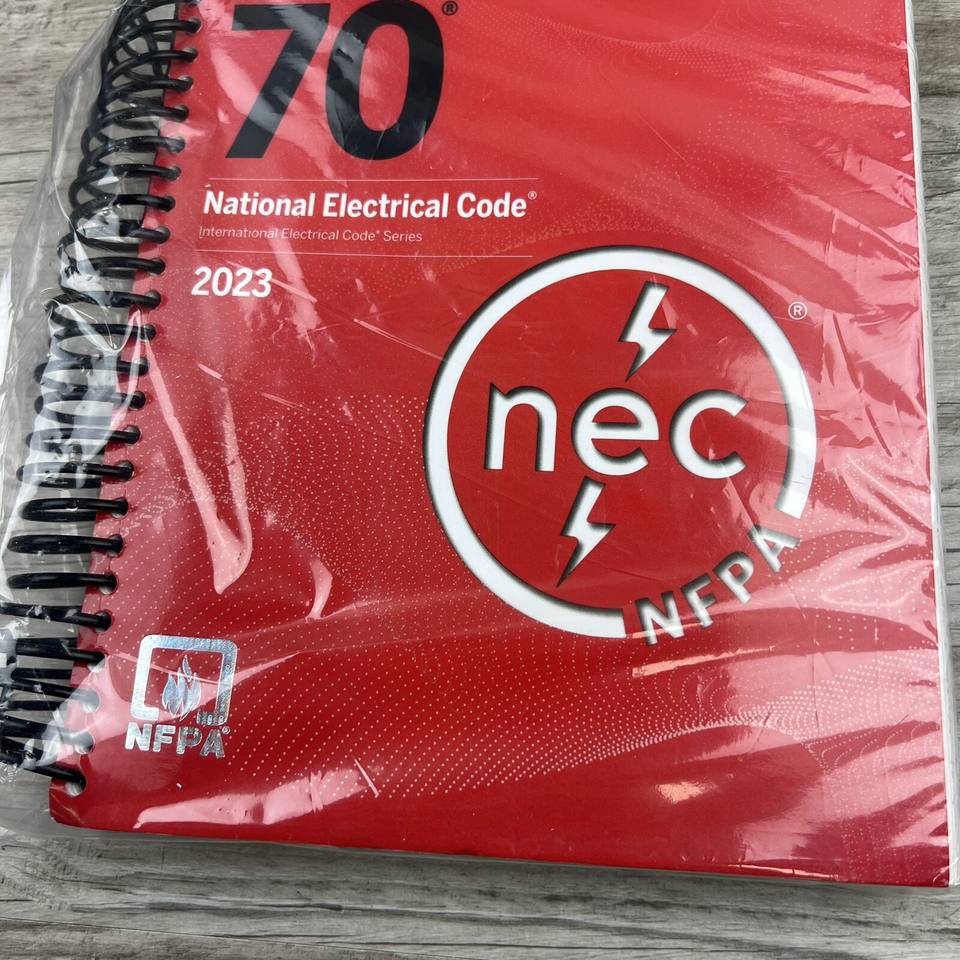 70®
National Electrical Code®
International Electrical Code® Series
2023
®
nec
NFPA
NFPA®